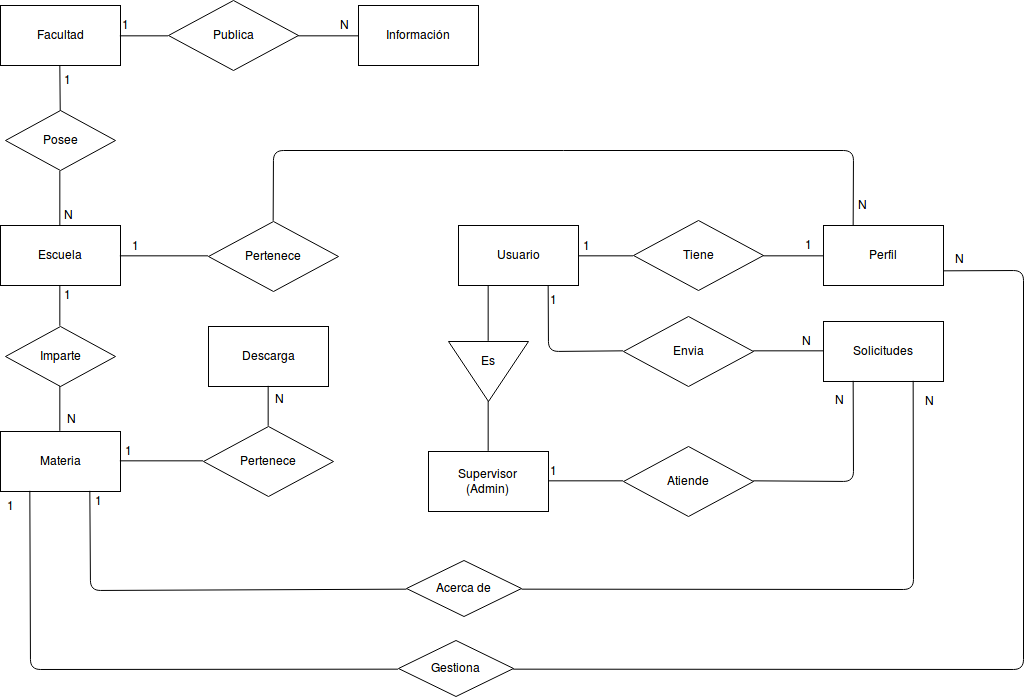 Facultad
1
Publica
N
Información
1
Posee
N
Escuela
1
Pertenece
N
Usuario
1
Tiene
1
Perfil
N
1
Imparte
N
Descarga
N
Materia
1
Pertenece
1
1
Es
1
Envia
N
Solicitudes
N
N
Supervisor
(Admin)
1
Atiende
Acerca de
Gestiona